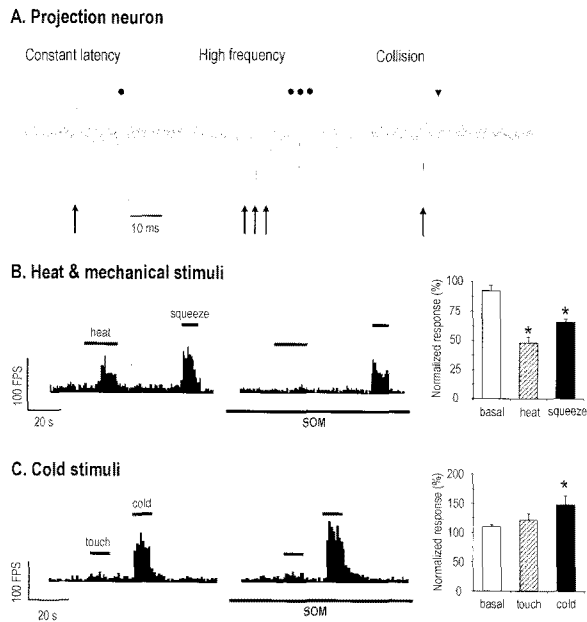 A. Projection neuron
Constant latency
High frequency
Collision
10 ms
B. Heat & mechanical stimuli
heat
squeeze
100 FPS
20 s
SOM
Normalized response (%)
100
75
50
25
0
*
*
basal
heat
squeeze
C. Cold stimuli
touch
cold
100 FPS
20 s
SOM
Normalized response (%)
200
150
100
50
0
*
basal
touch
cold